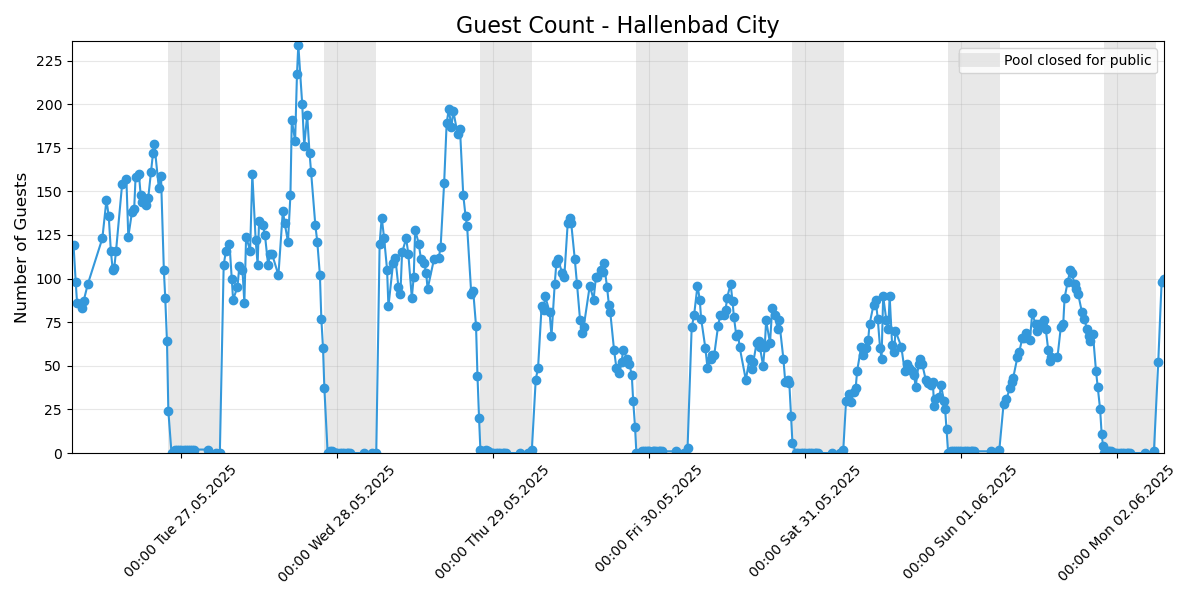 Guest Count - Hallenbad City
Pool closed for public
Number of Guests
225
200
175
150
125
100
75
50
25
0
00:00 Tue 27.05.2025
00:00 Wed 28.05.2025
00:00 Thu 29.05.2025
00:00 Fri 30.05.2025
00:00 Sat 31.05.2025
00:00 Sun 01.06.2025
00:00 Mon 02.06.2025